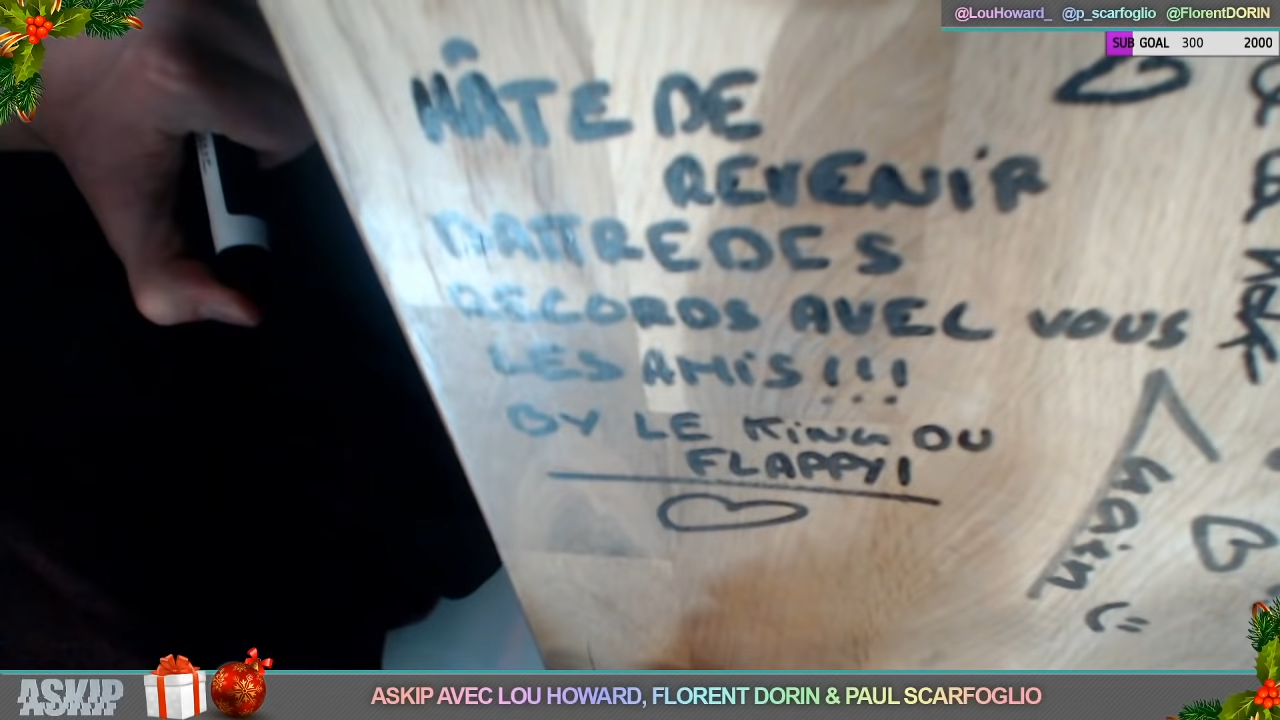 @LouHoward_ @p_scarfoglio @FlorentDORIN
SUB GOAL 300 2000
HÂTE DE
REVENIR
BATTRE DES
RECORDS AVEC VOUS
LES AMIS!!!
BY LE KING DU
FLAPPY!
ASKIP
ASKIP AVEC LOU HOWARD, FLORENT DORIN & PAUL SCARFOGLIO